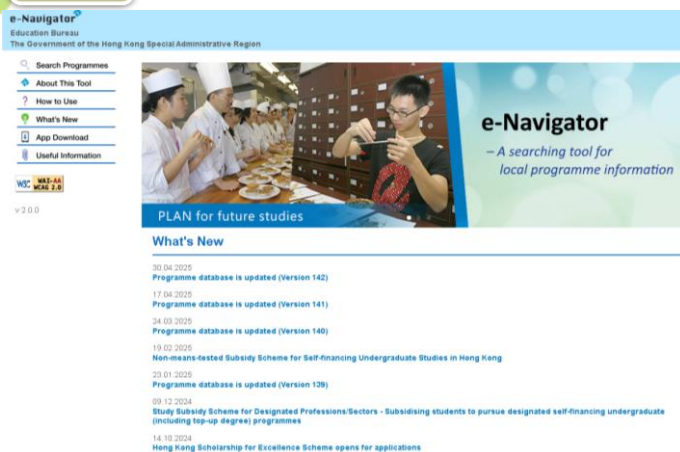 e-Navigator
Education Bureau
The Government of the Hong Kong Special Administrative Region
Search Programmes
About This Tool
? How to Use
What's New
App Download
Useful Information
W3C WAI-AA
WCAG 2.0
v 2.0.0
e-Navigator
– A searching tool for
local programme information
PLAN for future studies
What's New
30.04.2025
Programme database is updated (Version 142)
17.04.2025
Programme database is updated (Version 141)
24.03.2025
Programme database is updated (Version 140)
19.02.2025
Non-means-tested Subsidy Scheme for Self-financing Undergraduate Studies in Hong Kong
23.01.2025
Programme database is updated (Version 139)
09.12.2024
Study Subsidy Scheme for Designated Professions/Sectors - Subsidising students to pursue designated self-financing undergraduate
(including top-up degree) programmes
14.10.2024
Hong Kong Scholarship for Excellence Scheme opens for applications